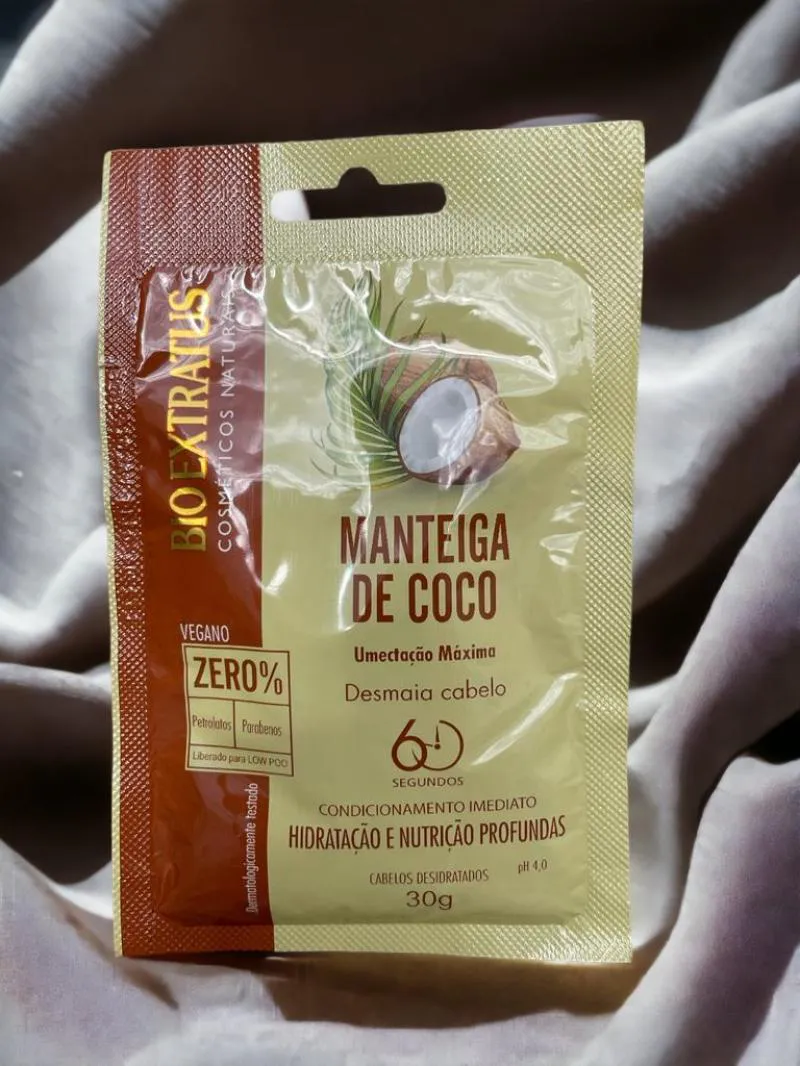 BIO EXTRATUS
COSMÉTICOS NATURAIS
MANTEIGA
DE COCO
Umectação Máxima
Desmaia cabelo
60
SEGUNDOS
CONDICIONAMENTO IMEDIATO
HIDRATAÇÃO E NUTRIÇÃO PROFUNDAS
CABELOS DESIDRATADOS
pH 4,0
30g
VEGANO
ZERO%
Petrolatos
Parabenos
Liberado para LOW POO
Dermatologicamente testado